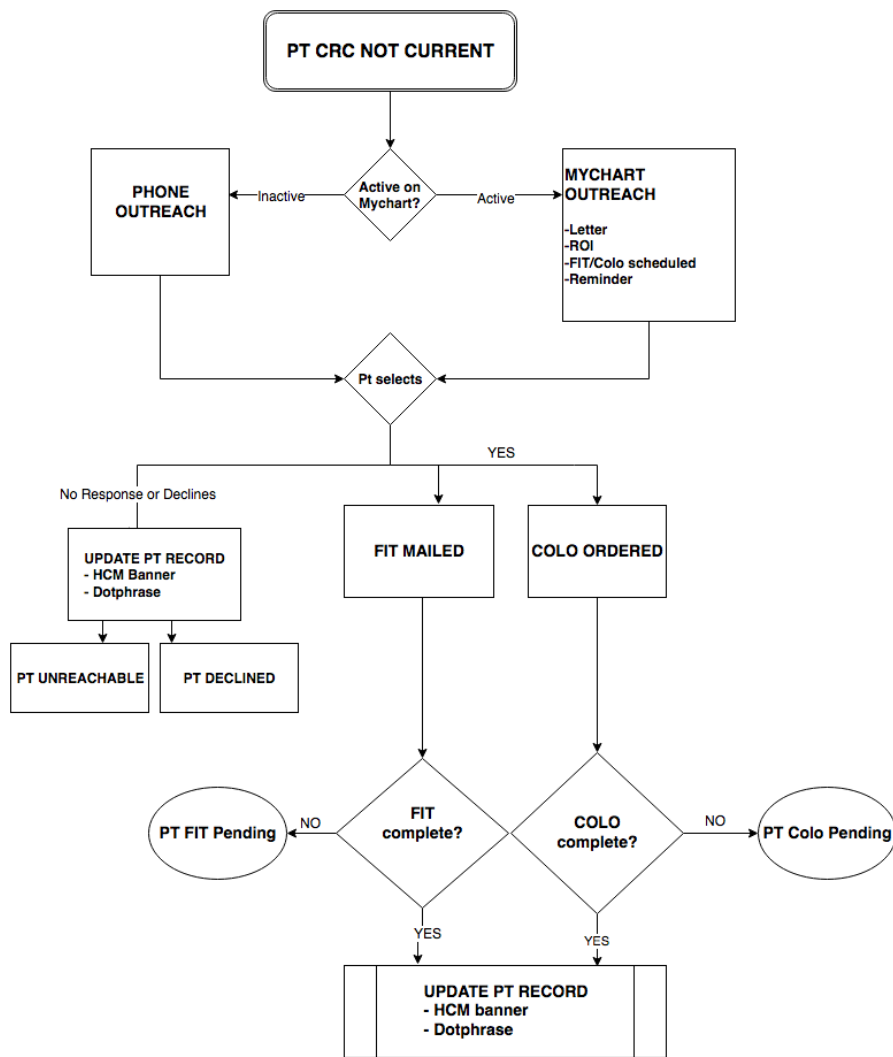 PT CRC NOT CURRENT
PHONE
OUTREACH
Inactive
Active on
Mychart?
Active
MYCHART
OUTREACH
-Letter
-ROI
-FIT/Colo scheduled
-Reminder
Pt selects
YES
No Response or Declines
UPDATE PT RECORD
- HCM Banner
- Dotphrase
FIT MAILED
COLO ORDERED
PT UNREACHABLE
PT DECLINED
PT FIT Pending
NO
FIT
complete?
COLO
complete?
NO
PT Colo Pending
YES
YES
UPDATE PT RECORD
- HCM banner
- Dotphrase